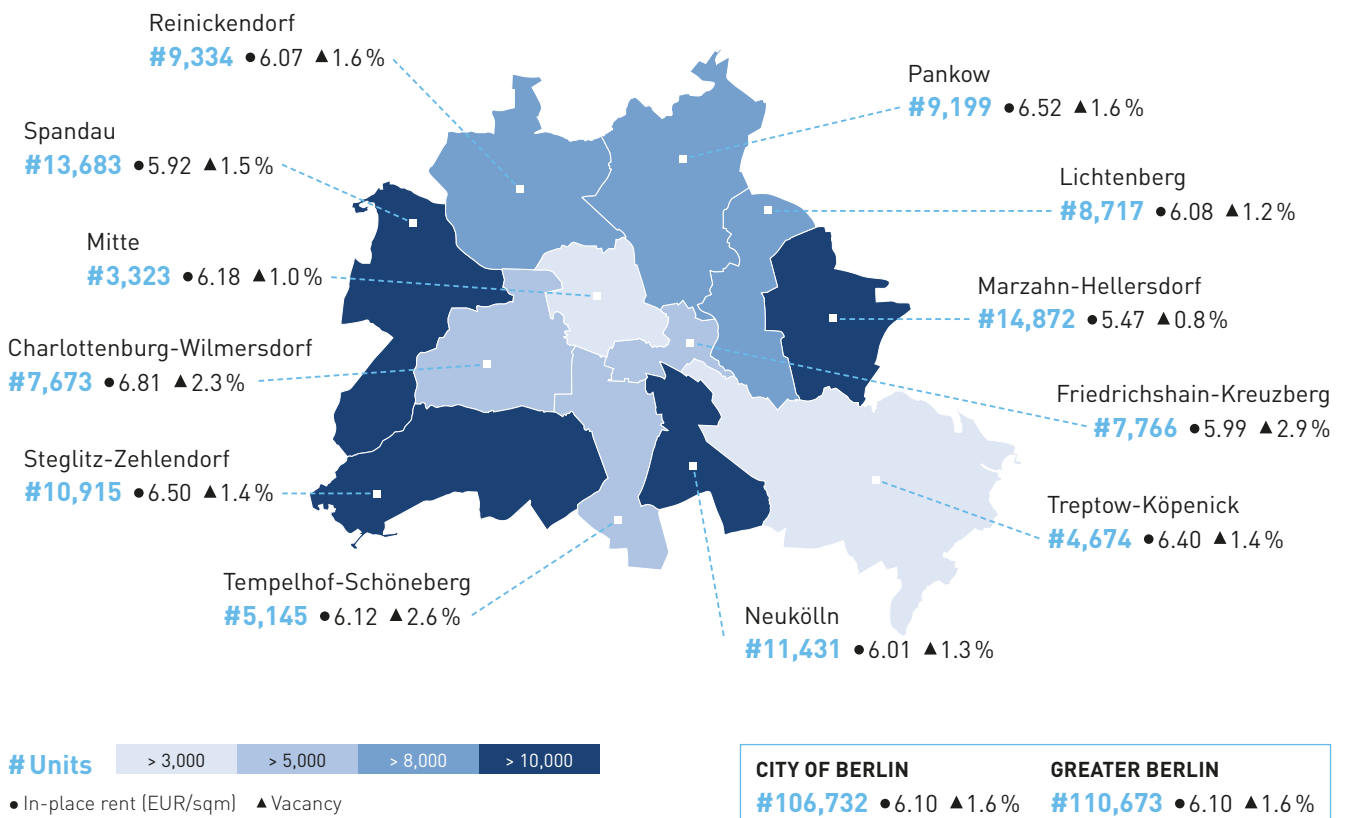 Reinickendorf
#9,334 ●6.07 ▲1.6%
Pankow
#9,199 ●6.52 ▲1.6%
Spandau
#13,683 ●5.92 ▲1.5%
Lichtenberg
#8,717 ●6.08 ▲1.2%
Mitte
#3,323 ●6.18 ▲1.0%
Marzahn-Hellersdorf
#14,872 ●5.47 ▲0.8%
Charlottenburg-Wilmersdorf
#7,673 ●6.81 ▲2.3%
Friedrichshain-Kreuzberg
#7,766 ●5.99 ▲2.9%
Steglitz-Zehlendorf
#10,915 ●6.50 ▲1.4%
Treptow-Köpenick
#4,674 ●6.40 ▲1.4%
Tempelhof-Schöneberg
#5,145 ●6.12 ▲2.6%
Neukölln
#11,431 ●6.01 ▲1.3%
# Units > 3,000 > 5,000 > 8,000 > 10,000
● In-place rent (EUR/sqm) ▲ Vacancy
CITY OF BERLIN
#106,732 ●6.10 ▲1.6%
GREATER BERLIN
#110,673 ●6.10 ▲1.6%